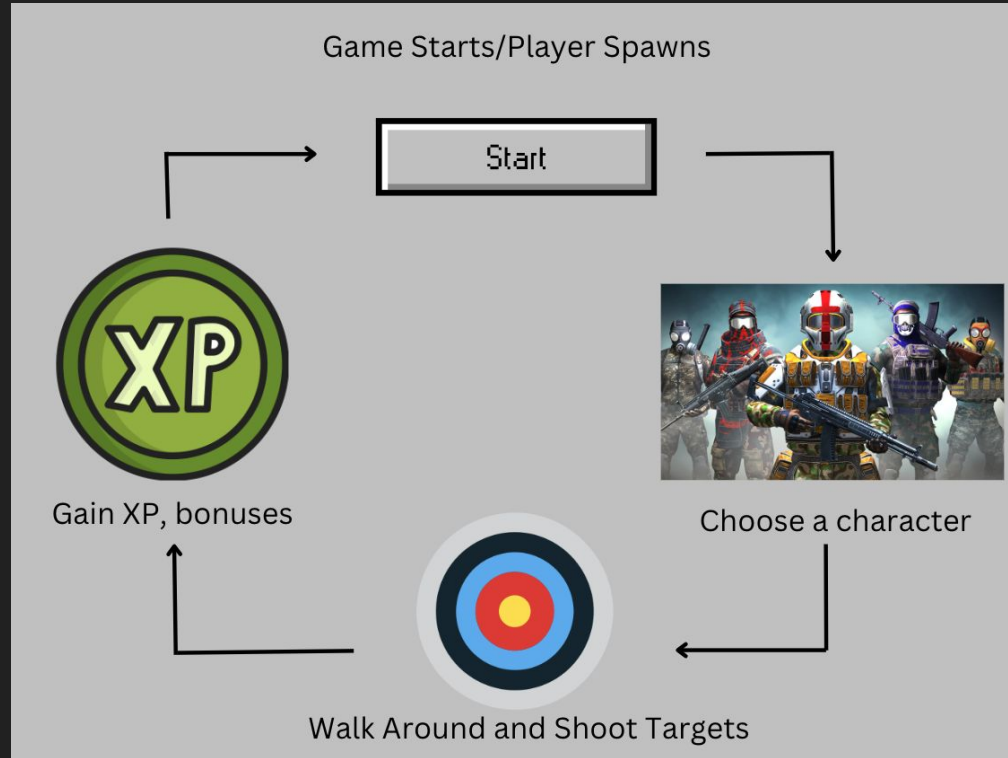 Game Starts/Player Spawns
Start
Choose a character
Walk Around and Shoot Targets
Gain XP, bonuses
XP